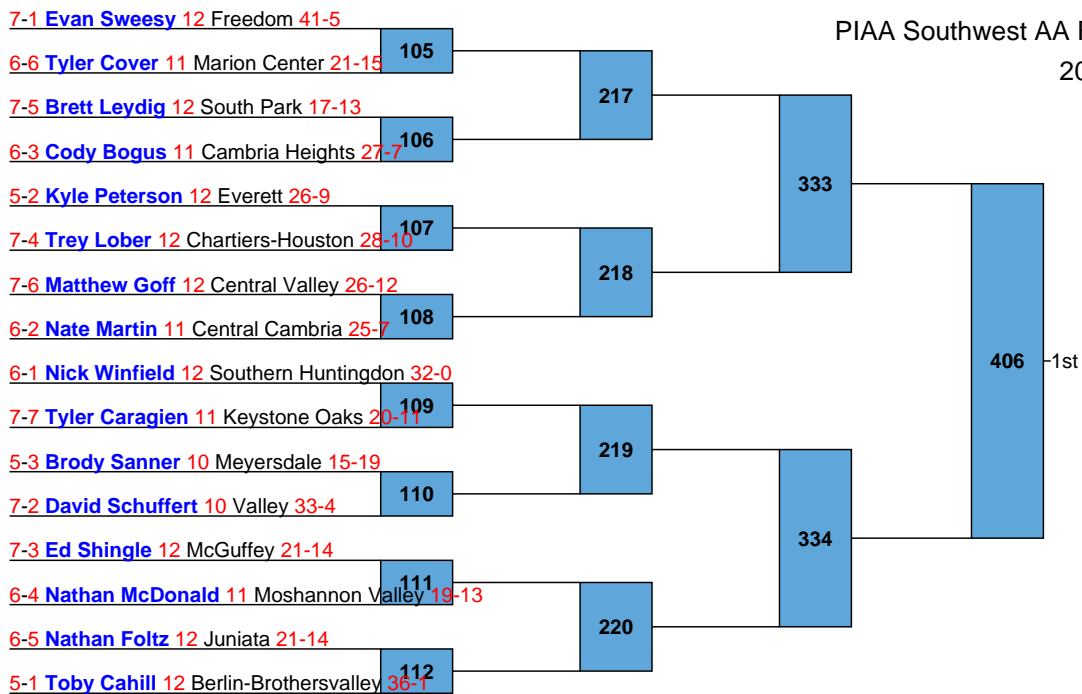 7-1 Evan Sweesy 12 Freedom 41-5
PIAA Southwest AA
20
105
6-6 Tyler Cover 11 Marion Center 21-15
217
7-5 Brett Leydig 12 South Park 17-13
106
6-3 Cody Bogus 11 Cambria Heights 27-7
333
5-2 Kyle Peterson 12 Everett 26-9
107
7-4 Trey Lober 12 Chartiers-Houston 28-10
218
7-6 Matthew Goff 12 Central Valley 26-12
108
6-2 Nate Martin 11 Central Cambria 25-7
406
1st
6-1 Nick Winfield 12 Southern Huntingdon 32-0
109
7-7 Tyler Caragien 11 Keystone Oaks 20-11
219
5-3 Brody Sanner 10 Meyersdale 15-19
110
7-2 David Schuffert 10 Valley 33-4
334
7-3 Ed Shingle 12 McGuffey 21-14
111
6-4 Nathan McDonald 11 Moshannon Valley 19-13
220
6-5 Nathan Foltz 12 Juniata 21-14
112
5-1 Toby Cahill 12 Berlin-Brothersvalley 36-1